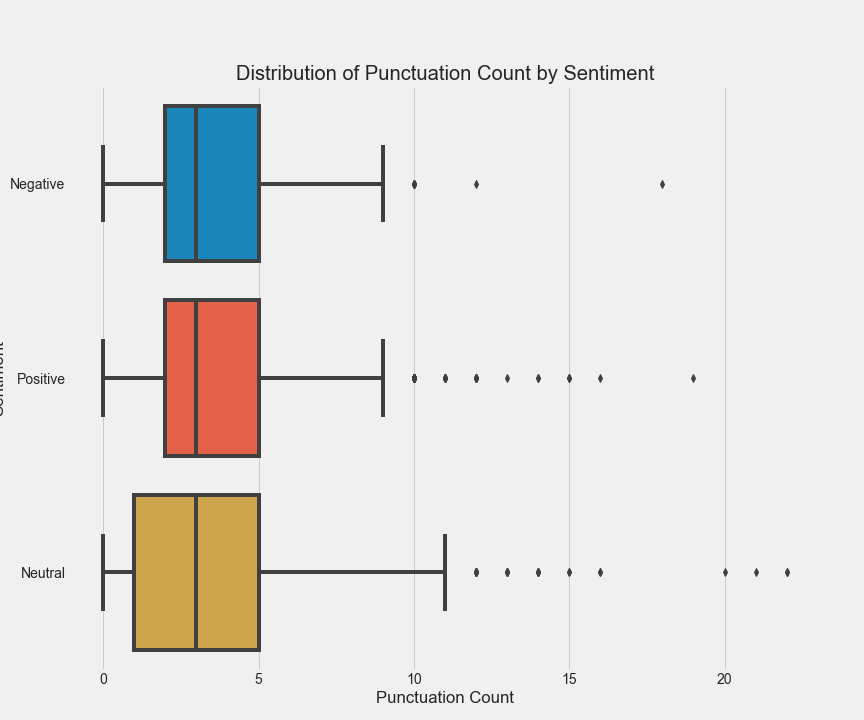 Distribution of Punctuation Count by Sentiment
Negative
Positive
Neutral
0 5 10 15 20
Punctuation Count